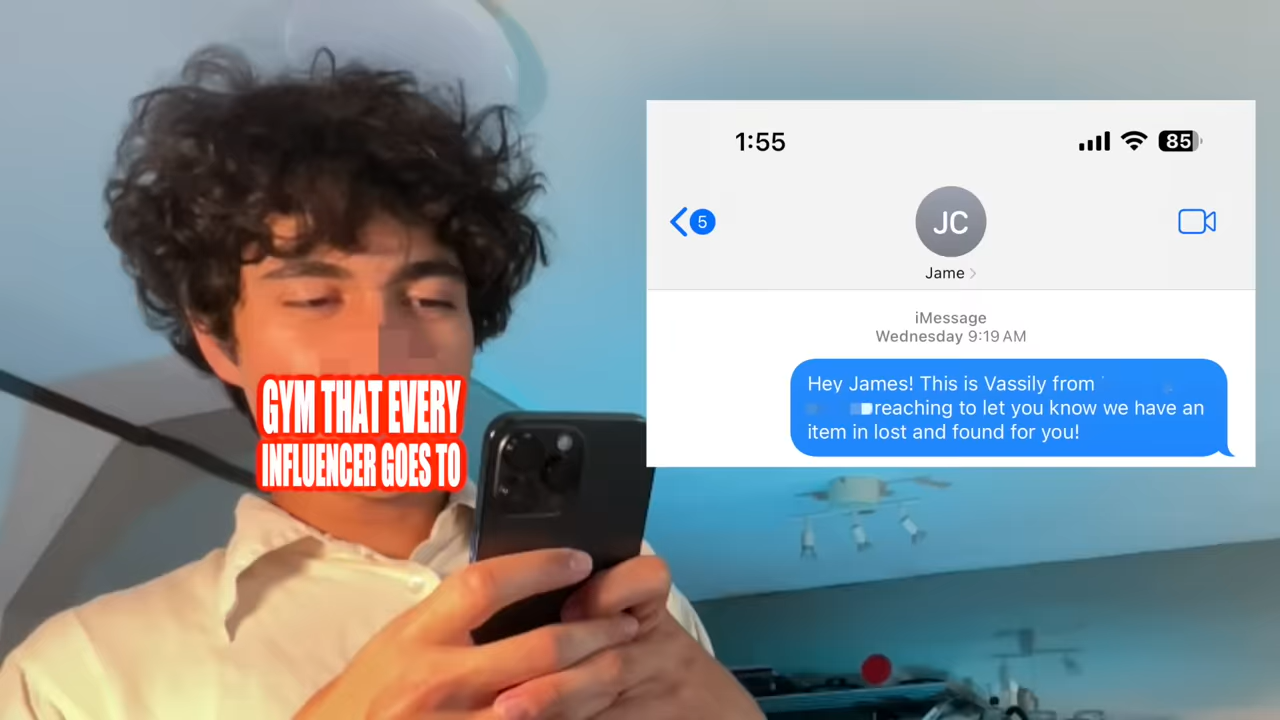 GYM THAT EVERY
INFLUENCER GOES TO
1:55
85
5
JC
Jame
iMessage
Wednesday 9:19 AM
Hey James! This is Vassily from
reaching to let you know we have an
item in lost and found for you!